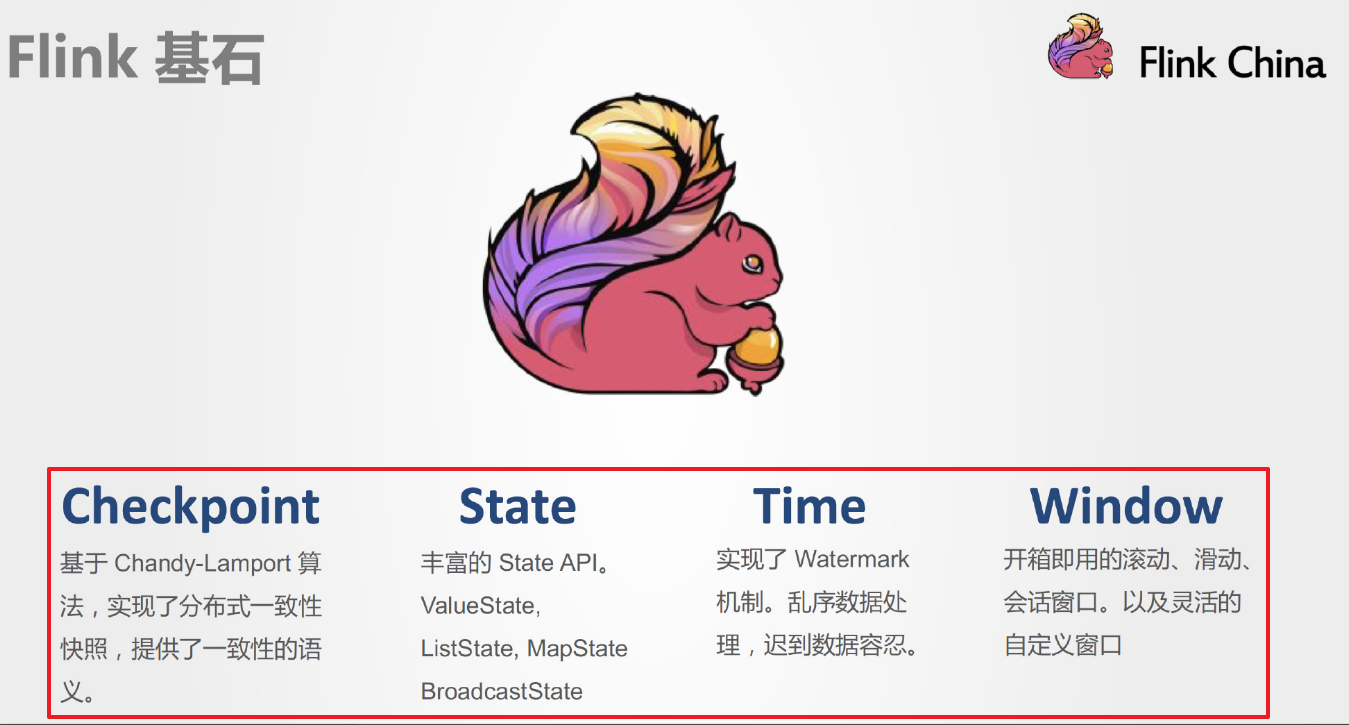 Flink 基石
Flink China
Checkpoint
基于 Chandy-Lamport 算
法，实现了分布式一致性
快照，提供了一致性的语
义。
State
丰富的 State API。
ValueState,
ListState, MapState
BroadcastState
Time
实现了 Watermark
机制。乱序数据处
理，迟到数据容忍。
Window
开箱即用的滚动、滑动、
会话窗口。以及灵活的
自定义窗口